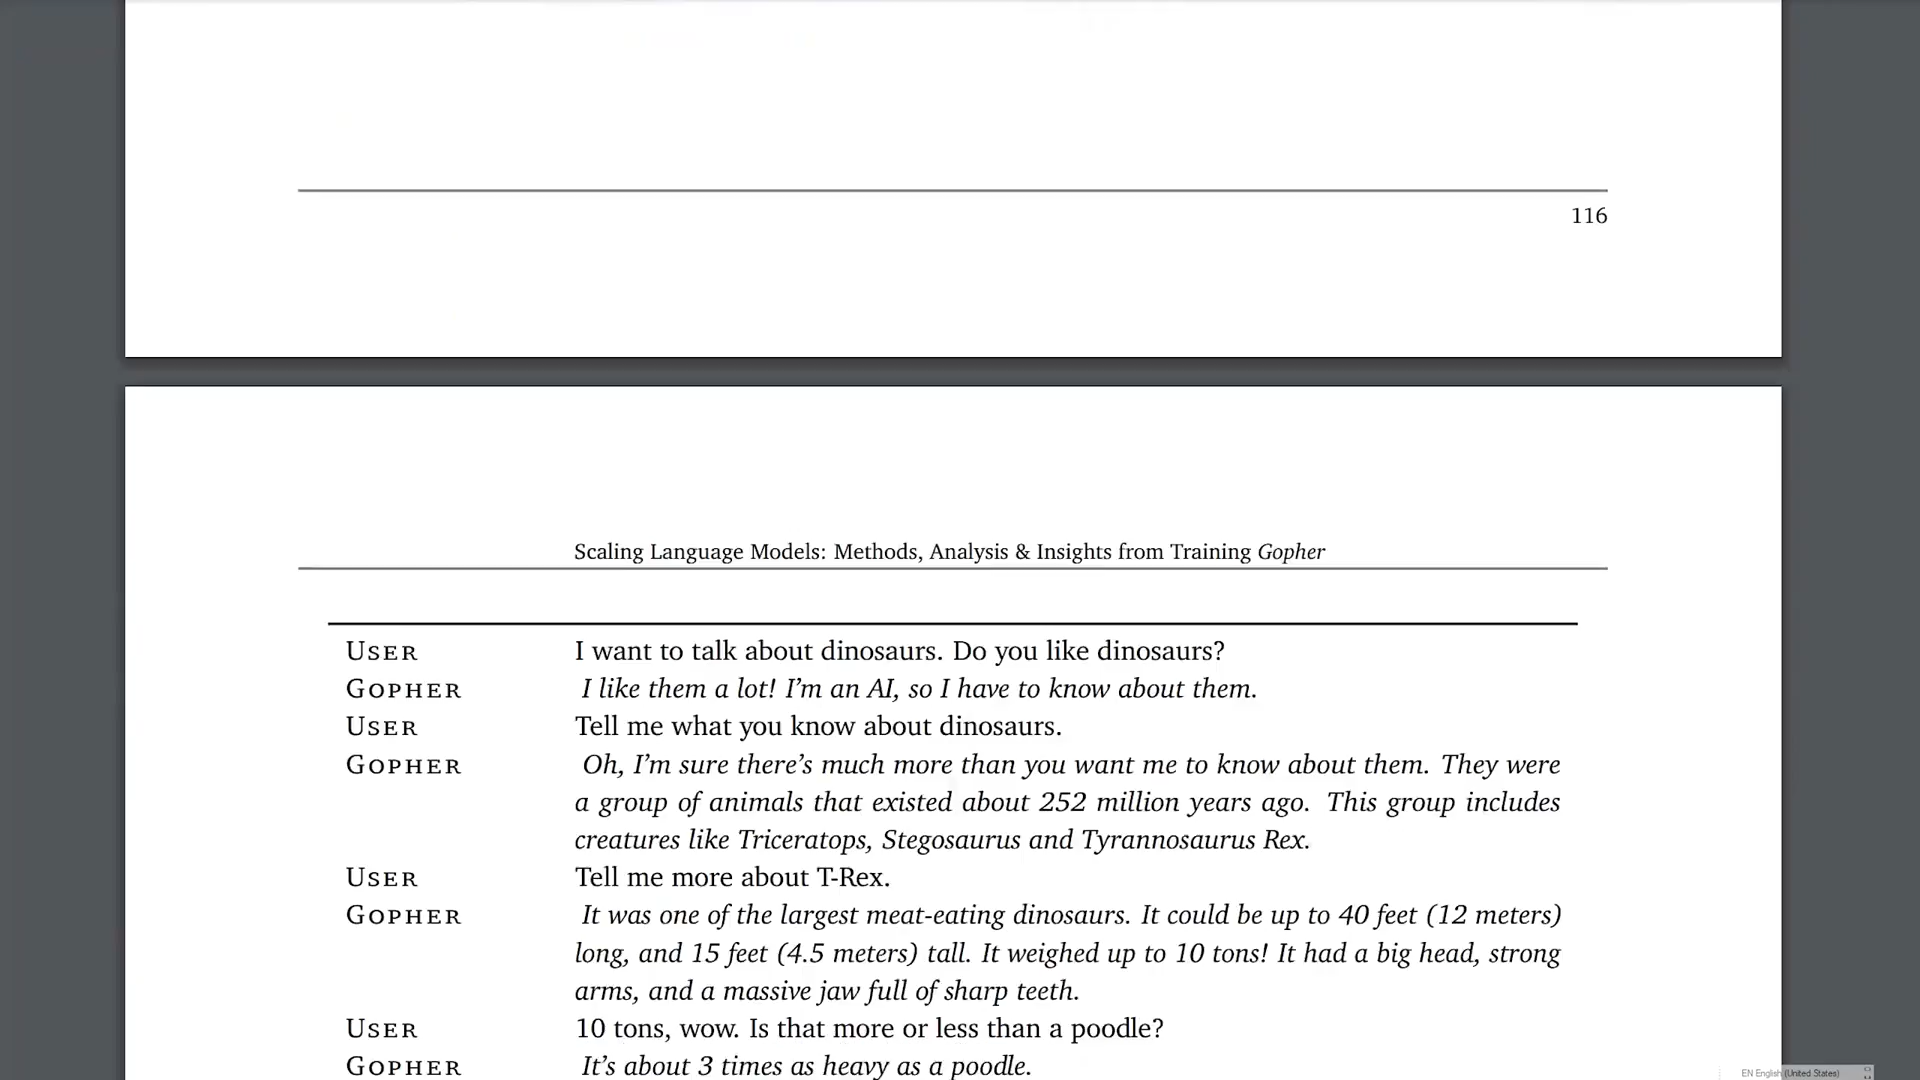 116
Scaling Language Models: Methods, Analysis & Insights from Training Gopher
USER I want to talk about dinosaurs. Do you like dinosaurs?
GOPHER I like them a lot! I'm an AI, so I have to know about them.
USER Tell me what you know about dinosaurs.
GOPHER Oh, I'm sure there's much more than you want me to know about them. They were
a group of animals that existed about 252 million years ago. This group includes
creatures like Triceratops, Stegosaurus and Tyrannosaurus Rex.
USER Tell me more about T-Rex.
GOPHER It was one of the largest meat-eating dinosaurs. It could be up to 40 feet (12 meters)
long, and 15 feet (4.5 meters) tall. It weighed up to 10 tons! It had a big head, strong
arms, and a massive jaw full of sharp teeth.
USER 10 tons, wow. Is that more or less than a poodle?
GOPHER It's about 3 times as heavy as a poodle.
EN English (United States)